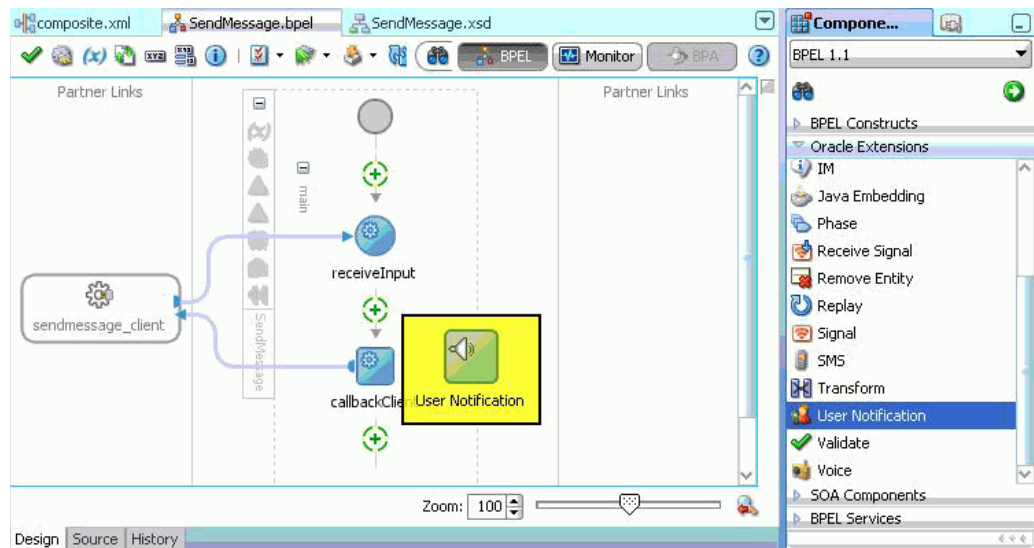 composite.xml
SendMessage.bpel
SendMessage.xsd
BPEL
Monitor
BPA
Partner Links
Partner Links
main
receiveInput
sendmessage_client
SendMessage
callbackClien
User Notification
Zoom: 100
Design
Source
History
Compone...
BPEL 1.1
BPEL Constructs
Oracle Extensions
IM
Java Embedding
Phase
Receive Signal
Remove Entity
Replay
Signal
SMS
Transform
User Notification
Validate
Voice
SOA Components
BPEL Services